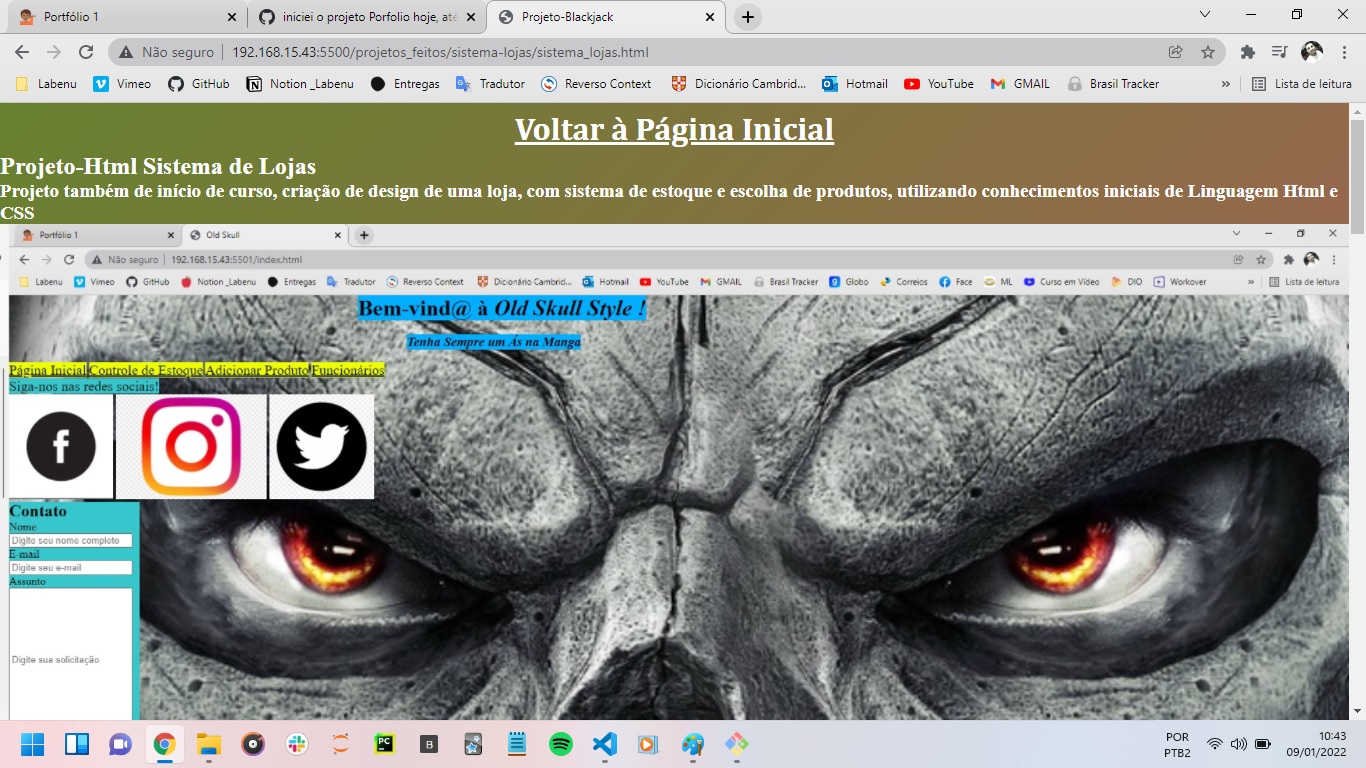 Portfólio 1
iniciei o projeto Porfolio hoje, até
Projeto-Blackjack
Não seguro
192.168.15.43:5500/projetos_feitos/sistema-lojas/sistema_lojas.html
Labenu
Vimeo
GitHub
Notion _Labenu
Entregas
Tradutor
Reverso Context
Dicionário Cambrid...
Hotmail
YouTube
GMAIL
Brasil Tracker
»
Lista de leitura
Voltar à Página Inicial
Projeto-Html Sistema de Lojas
Projeto também de início de curso, criação de design de uma loja, com sistema de estoque e escolha de produtos, utilizando conhecimentos iniciais de Linguagem Html e
CSS
Portfólio 1
Old Skull
Não seguro
192.168.15.43:5501/index.html
Labenu
Vimeo
GitHub
Notion _Labenu
Entregas
Tradutor
Reverso Context
Dicionário Cambrid...
Hotmail
YouTube
GMAIL
Brasil Tracker
Globo
Correios
Face
ML
Curso em Vídeo
DIO
Workover
»
Lista de leitura
Bem-vind@ à Old Skull Style !
Tenha Sempre um Ás na Manga
Página Inicial Controle de Estoque Adicionar Produto Funcionários
Siga-nos nas redes sociais!
Contato
Nome
Digite seu nome completo
E-mail
Digite seu e-mail
Assunto
Digite sua solicitação
POR
PTB2
10:43
09/01/2022